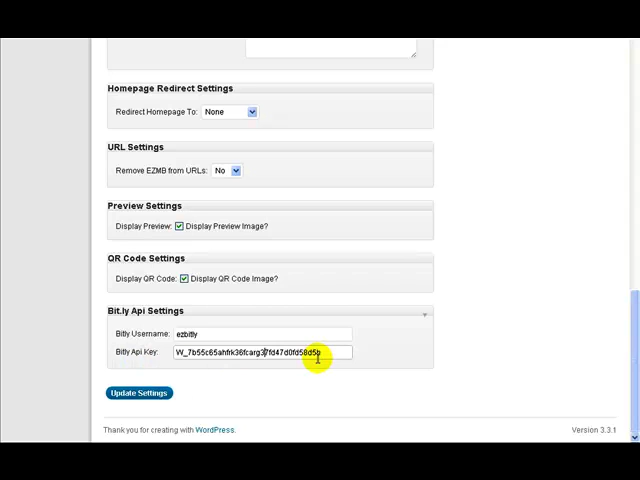 Homepage Redirect Settings
Redirect Homepage To: None
URL Settings
Remove EZMB from URLs: No
Preview Settings
Display Preview: Display Preview Image?
QR Code Settings
Display QR Code: Display QR Code Image?
Bit.ly Api Settings
Bitly Username: ezbitly
Bitly Api Key: W_7b55c65ahfrk36fcarg37fd47d0fd58d5b
Update Settings
Thank you for creating with WordPress. Version 3.3.1